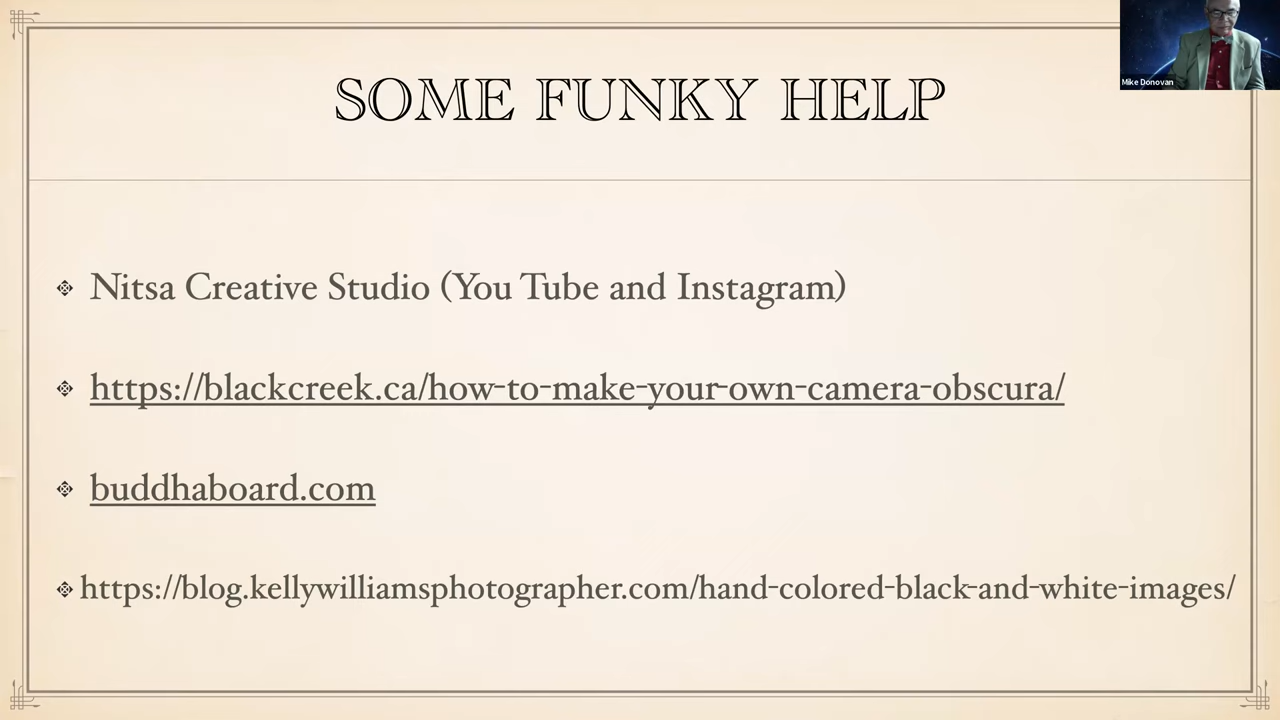 Mike Donovan
SOME FUNKY HELP
Nitsa Creative Studio (You Tube and Instagram)
https://blackcreek.ca/how-to-make-your-own-camera-obscura/
buddhaboard.com
https://blog.kellywilliamsphotographer.com/hand-colored-black-and-white-images/